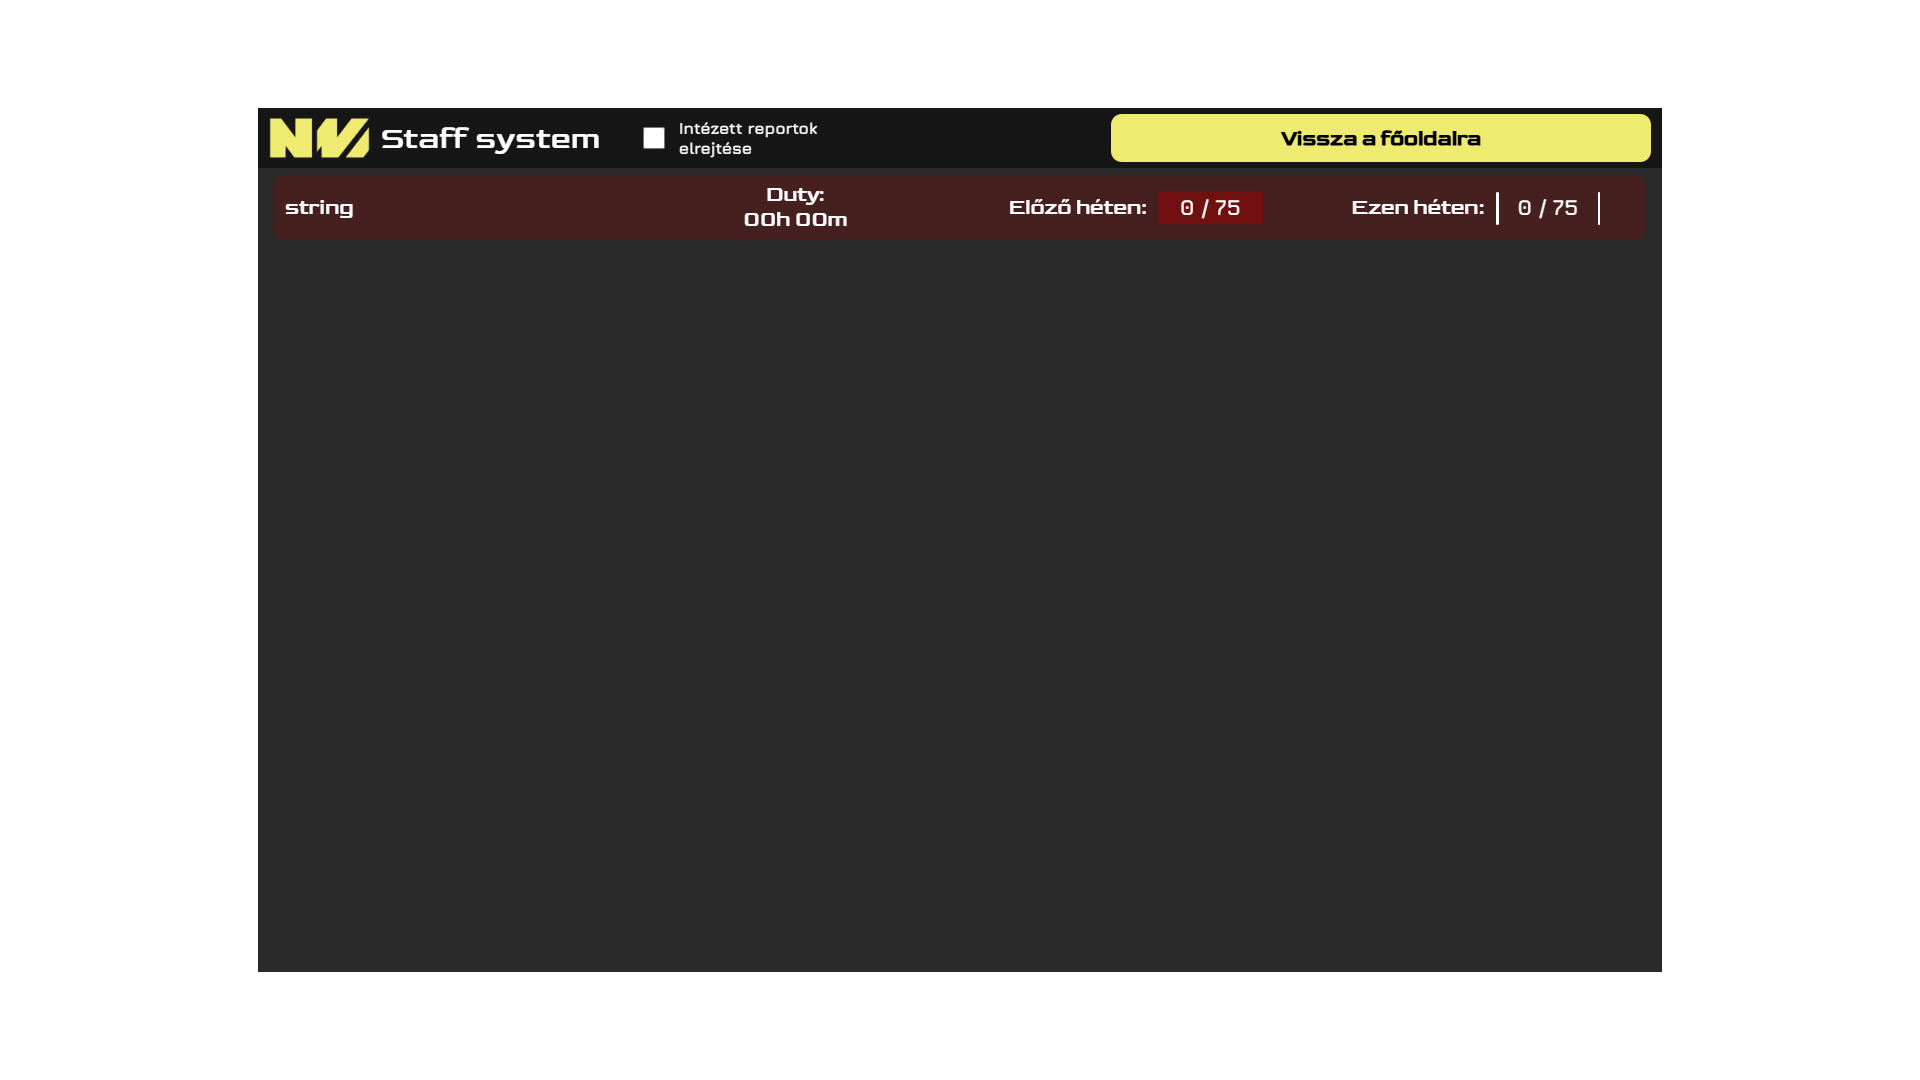 NW Staff system
Intézett reportok
elrejtése
Vissza a főoldalra
string
Duty:
00h 00m
Előző héten: 0 / 75
Ezen héten: 0 / 75